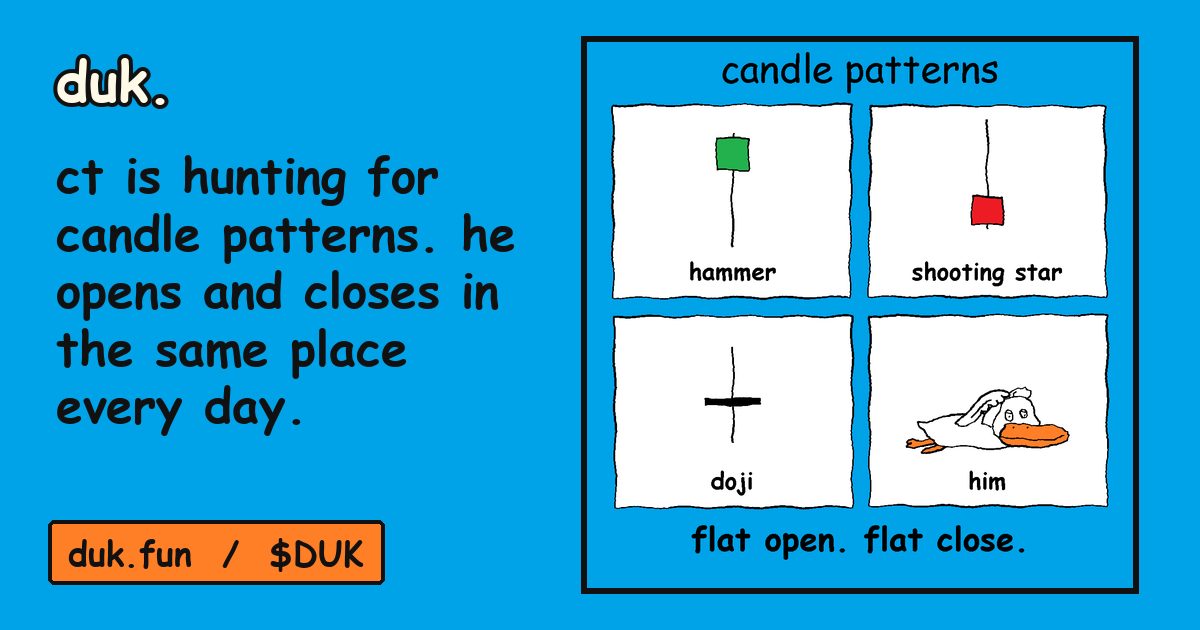 duk.
ct is hunting for
candle patterns. he
opens and closes in
the same place
every day.
duk.fun / $DUK
candle patterns
hammer
shooting star
doji
him
flat open. flat close.